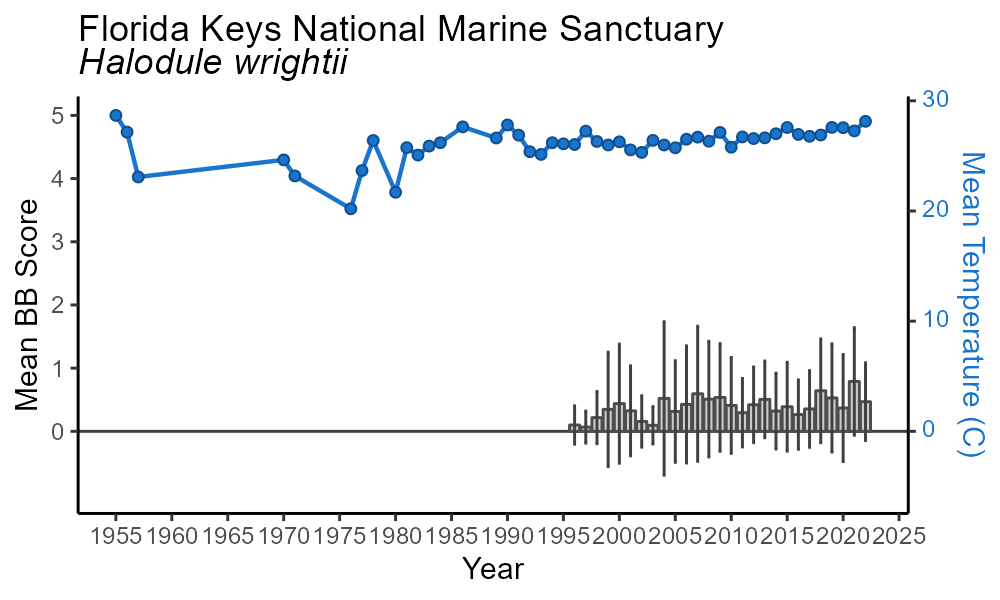 Florida Keys National Marine Sanctuary
Halodule wrightii
5
4
3
2
1
0
Mean BB Score
30
20
10
0
Mean Temperature (C)
1955 1960 1965 1970 1975 1980 1985 1990 1995 2000 2005 2010 2015 2020 2025
Year